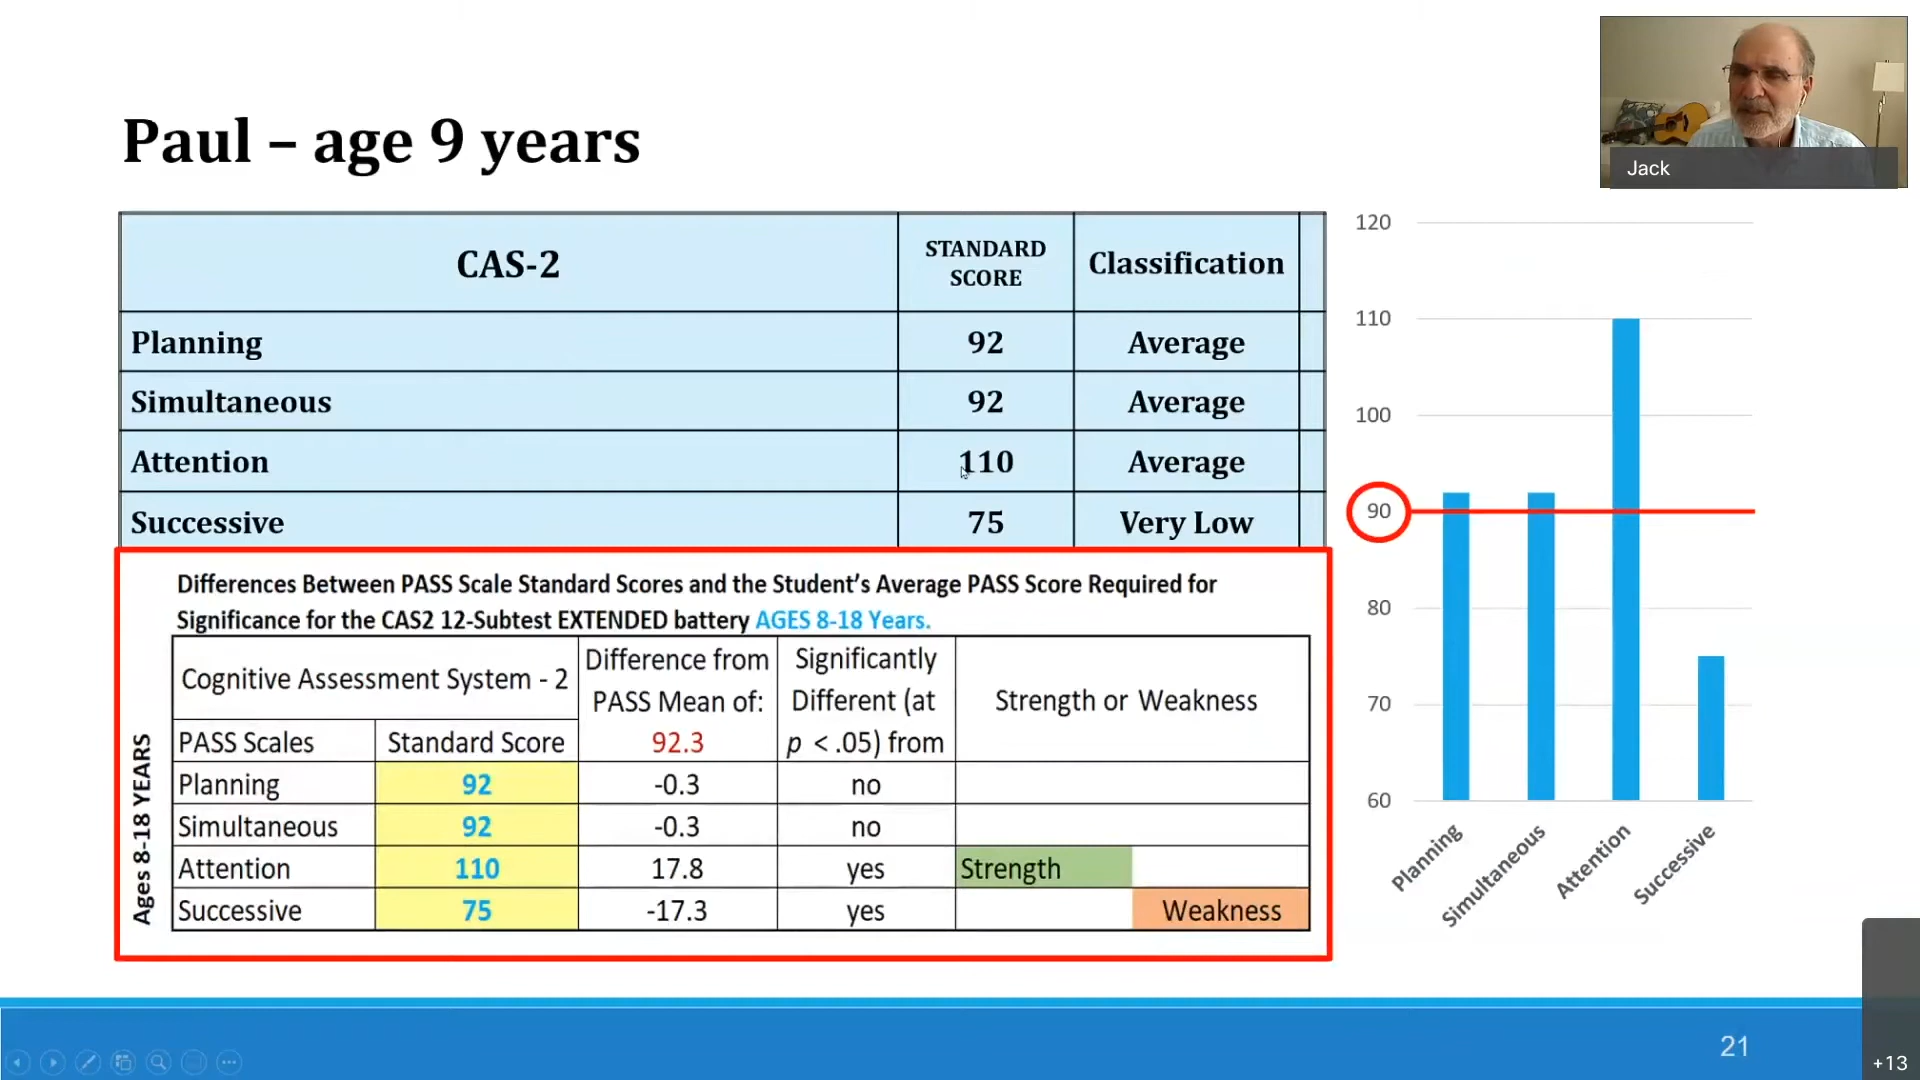 Jack
Paul – age 9 years
CAS-2
STANDARD
SCORE
Classification
Planning
92
Average
Simultaneous
92
Average
Attention
110
Average
Successive
75
Very Low
Differences Between PASS Scale Standard Scores and the Student's Average PASS Score Required for
Significance for the CAS2 12-Subtest EXTENDED battery AGES 8-18 Years.
Ages 8-18 YEARS
Cognitive Assessment System - 2
Difference from
PASS Mean of:
92.3
Significantly
Different (at
p < .05) from
Strength or Weakness
PASS Scales
Standard Score
Planning
92
-0.3
no
Simultaneous
92
-0.3
no
Attention
110
17.8
yes
Strength
Successive
75
-17.3
yes
Weakness
120
110
100
90
80
70
60
Planning
Simultaneous
Attention
Successive
21
+13